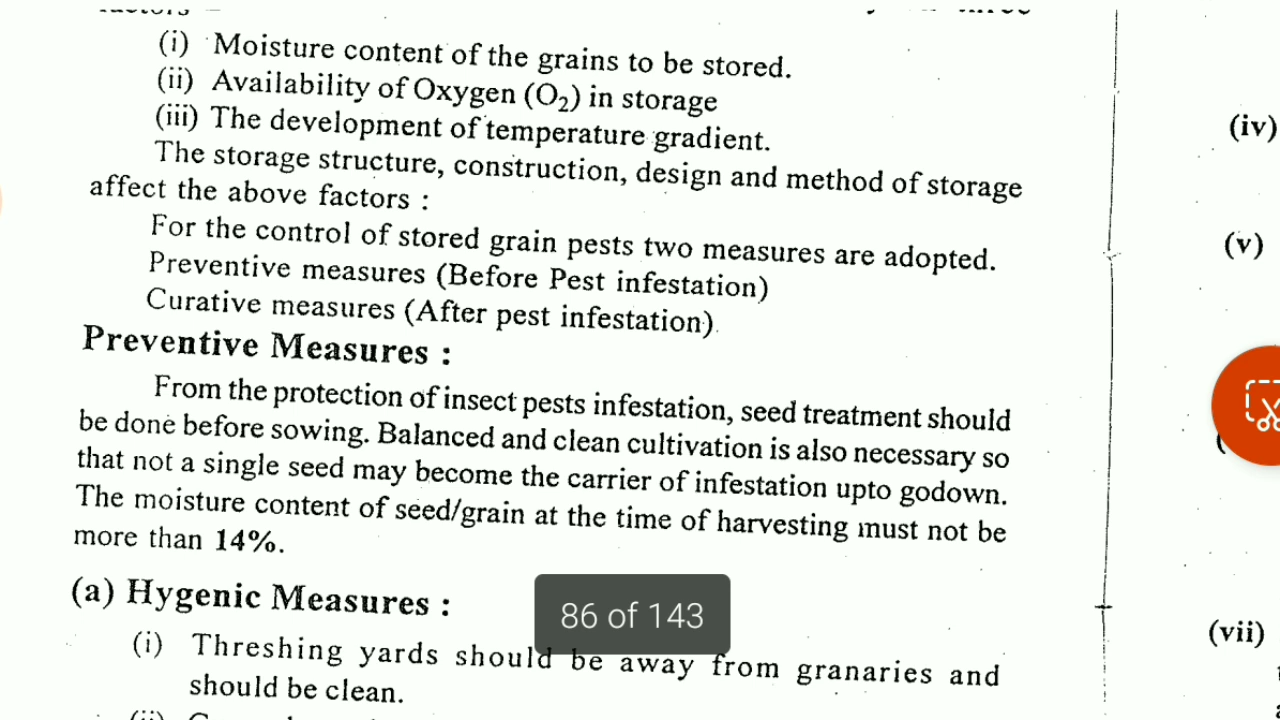 (i) Moisture content of the grains to be stored.
(ii) Availability of Oxygen (O₂) in storage
(iii) The development of temperature gradient.
The storage structure, construction, design and method of storage
affect the above factors :
For the control of stored grain pests two measures are adopted.
Preventive measures (Before Pest infestation)
Curative measures (After pest infestation).
Preventive Measures :
From the protection of insect pests infestation, seed treatment should
be done before sowing. Balanced and clean cultivation is also necessary so
that not a single seed may become the carrier of infestation upto godown.
The moisture content of seed/grain at the time of harvesting must not be
more than 14%.
(a) Hygenic Measures :
86 of 143
(i) Threshing yards should be away from granaries and
should be clean.
(iv)
(v)
(vii)